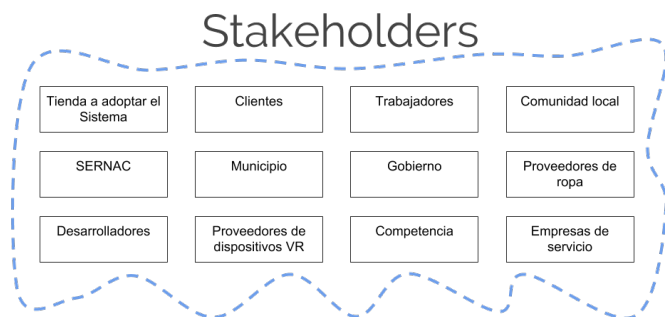 Stakeholders
Tienda a adoptar el
Sistema
Clientes
Trabajadores
Comunidad local
SERNAC
Municipio
Gobierno
Proveedores de
ropa
Desarrolladores
Proveedores de
dispositivos VR
Competencia
Empresas de
servicio